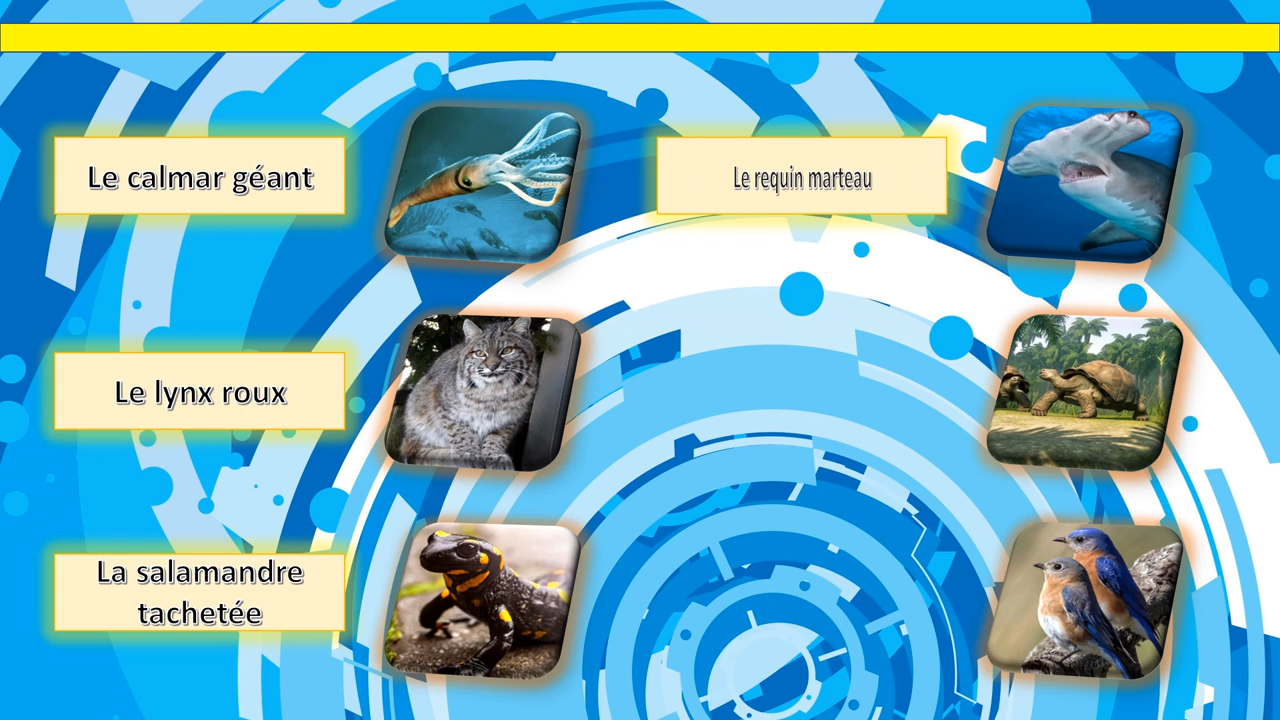 Le calmar géant
Le requin marteau
Le lynx roux
La salamandre
tachetée